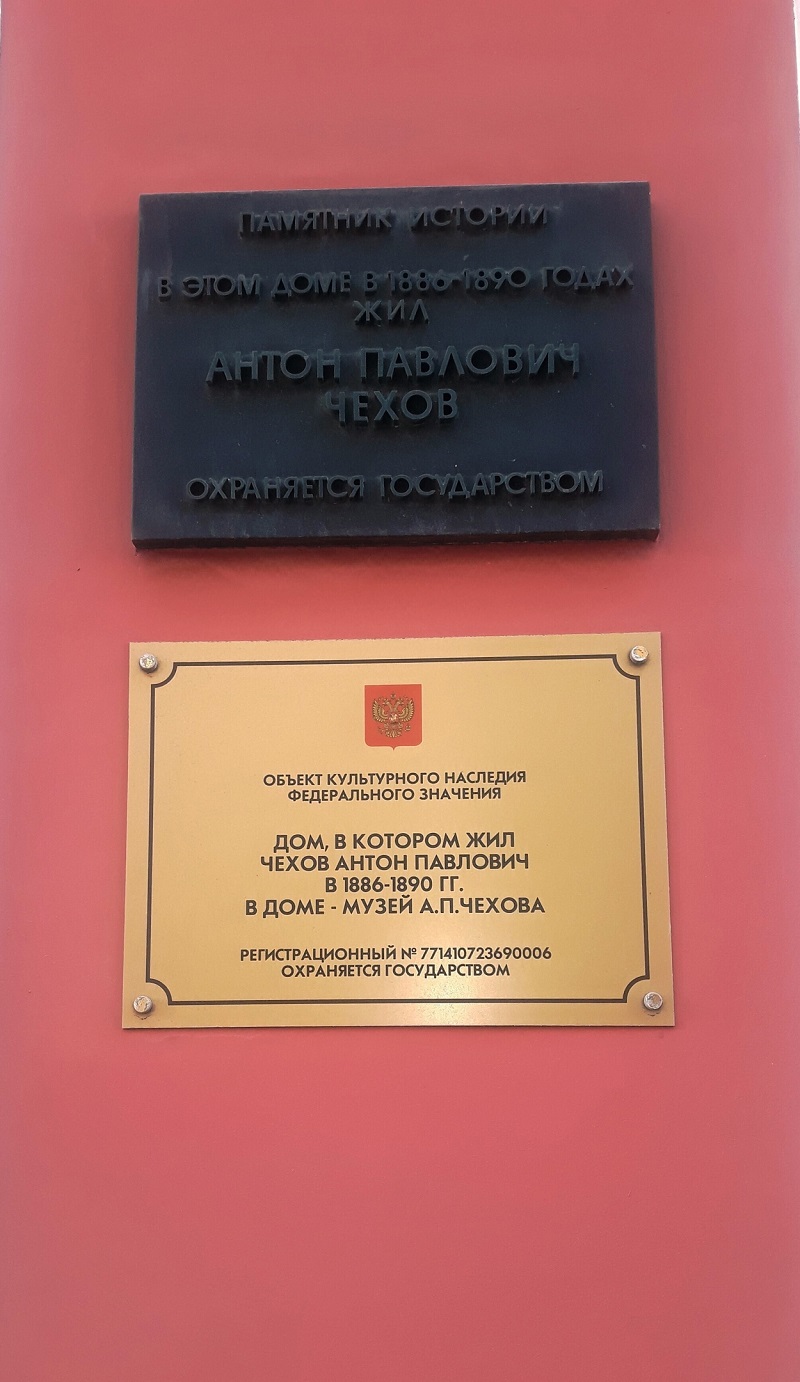 ПАМЯТНИК ИСТОРИИ
В ЭТОМ ДОМЕ В 1886-1890 ГОДАХ
ЖИЛ
АНТОН ПАВЛОВИЧ
ЧЕХОВ
ОХРАНЯЕТСЯ ГОСУДАРСТВОМ
ОБЪЕКТ КУЛЬТУРНОГО НАСЛЕДИЯ
ФЕДЕРАЛЬНОГО ЗНАЧЕНИЯ
ДОМ, В КОТОРОМ ЖИЛ
ЧЕХОВ АНТОН ПАВЛОВИЧ
В 1886-1890 ГГ.
В ДОМЕ - МУЗЕЙ А.П.ЧЕХОВА
РЕГИСТРАЦИОННЫЙ № 771410723690006
ОХРАНЯЕТСЯ ГОСУДАРСТВОМ